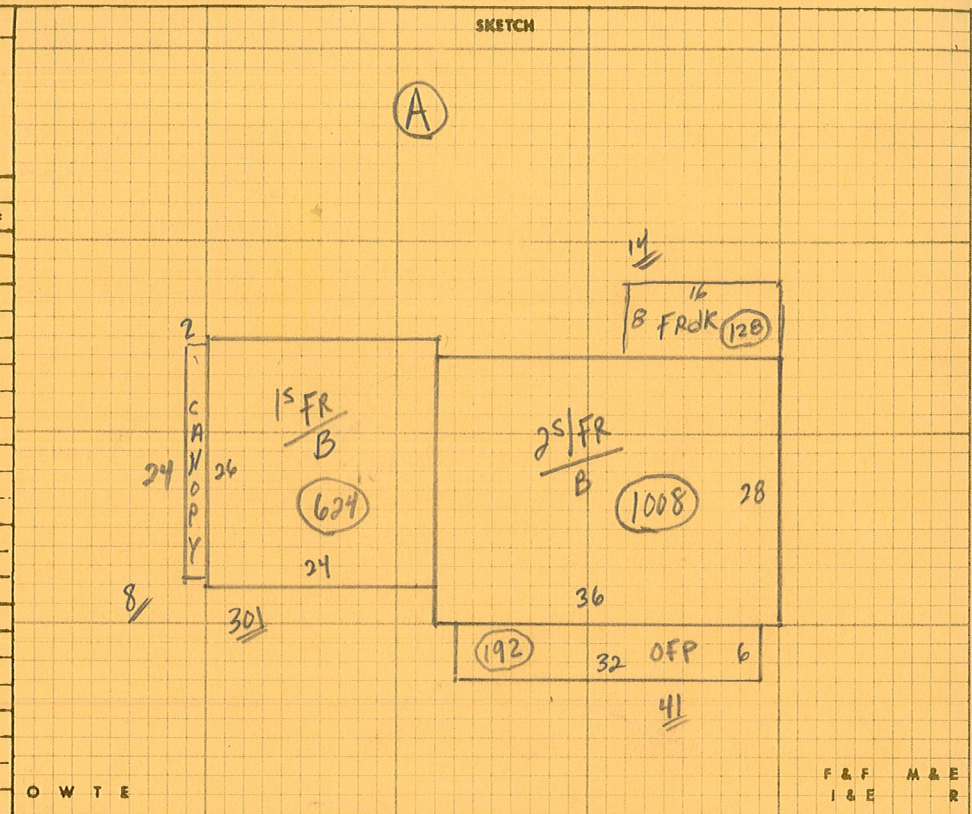 SKETCH
A
14
16
8 FRdK 128
2
CANOPY
24
26
1S FR
B
624
24
2S/FR
B
1008
28
36
8/
301
192
32 OFP 6
41
F & F M & E
O W T E
I & E R